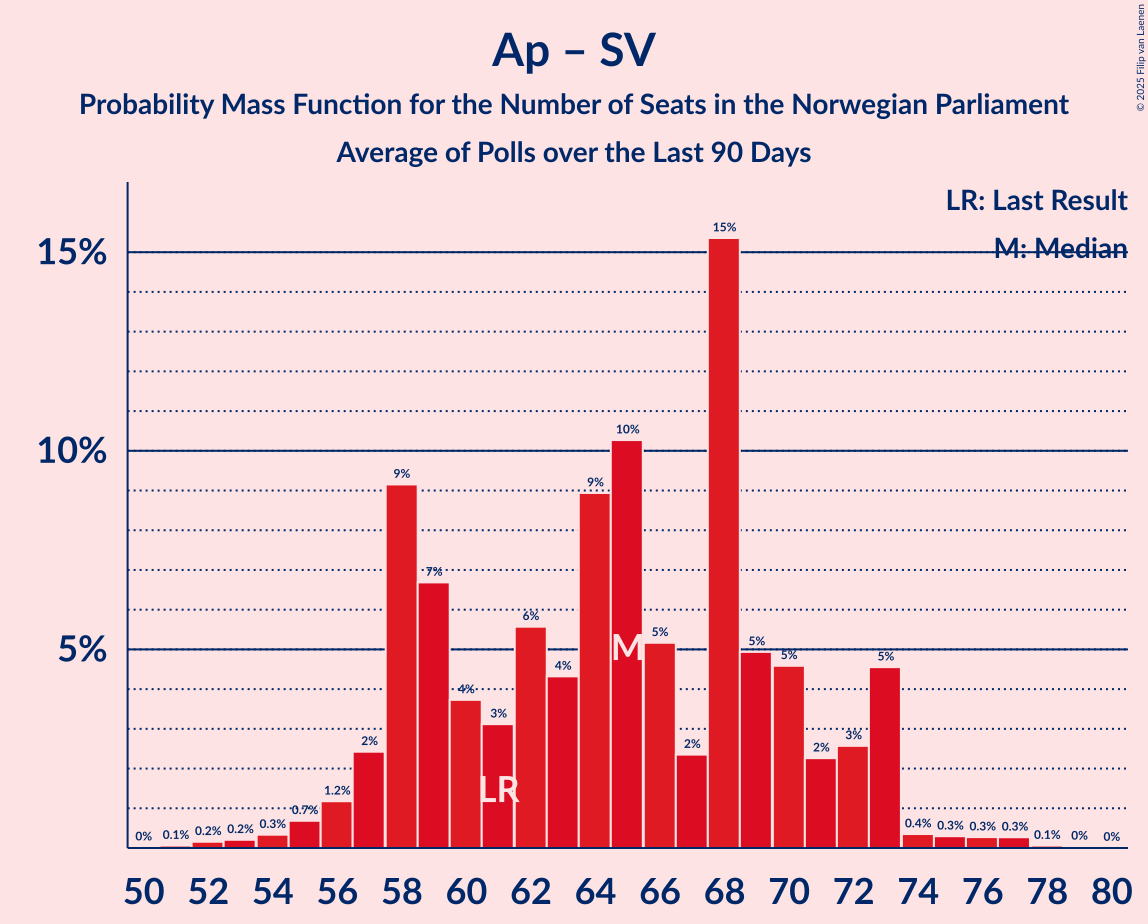 Ap – SV
Probability Mass Function for the Number of Seats in the Norwegian Parliament
Average of Polls over the Last 90 Days
© 2025 Filip van Laenen
LR: Last Result
M: Median
15%
10%
5%
0% 0.1% 0.2% 0.2% 0.3% 0.7% 1.2% 2% 9% 7% 4% 3% 6% 4% 9% 10% 5% 2% 15% 5% 5% 2% 3% 5% 0.4% 0.3% 0.3% 0.3% 0.1% 0% 0%
M
LR
50 52 54 56 58 60 62 64 66 68 70 72 74 76 78 80